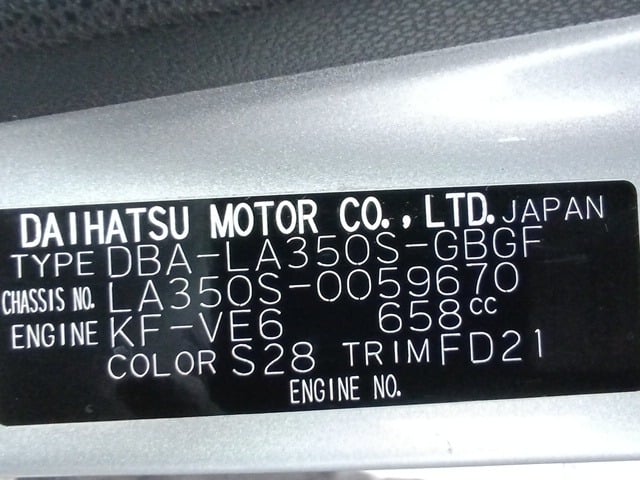 DAIHATSU MOTOR CO.,LTD. JAPAN
TYPE DBA-LA350S-GBGF
CHASSIS NO. LA350S-0059670
ENGINE KF-VE6 658cc
COLOR S28 TRIM FD21
ENGINE NO.